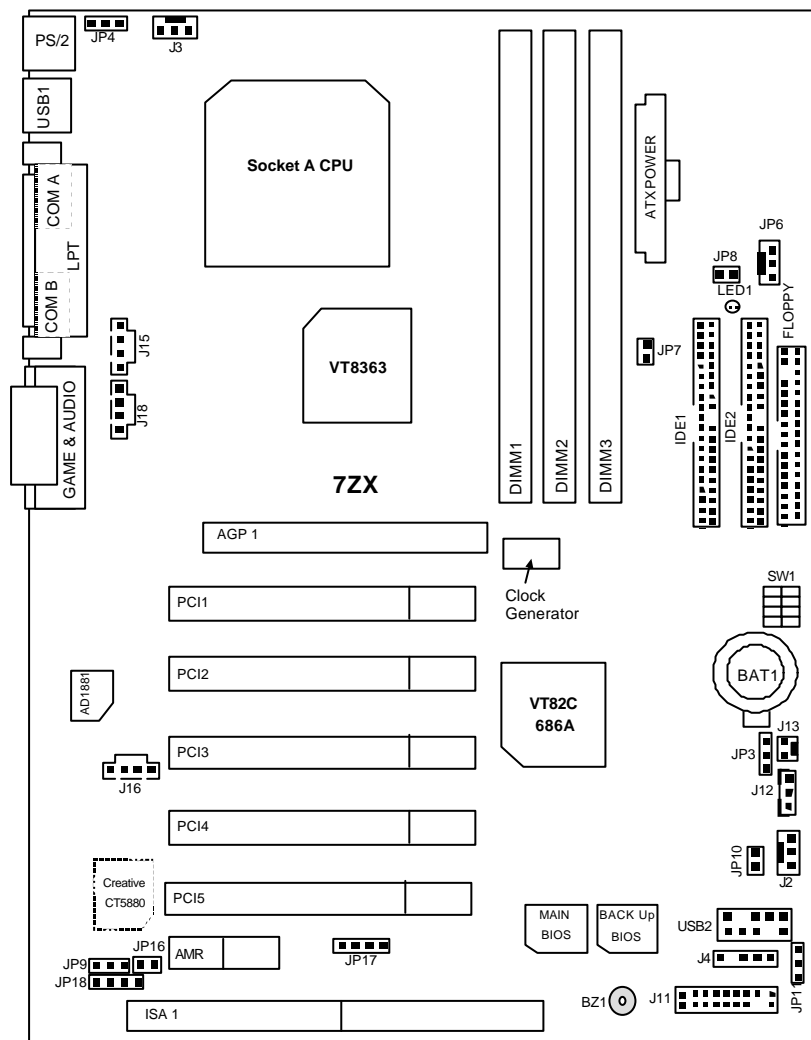 PS/2
JP4
J3
USB1
Socket A CPU
ATXPOWER
COM A
LPT
COM B
JP6
JP8
LED1
FLOPPY
J15
JP7
VT8363
J18
IDE1
IDE2
GAME & AUDIO
DIMM1
DIMM2
DIMM3
7ZX
AGP 1
Clock
Generator
SW1
PCI1
PCI2
AD1881
BAT1
VT82C
686A
PCI3
J13
JP3
J16
J12
PCI4
JP10
J2
Creative
CT5880
PCI5
MAIN
BIOS
BACK Up
BIOS
USB2
JP16
AMR
JP17
JP9
J4
JP18
JP11
BZ1
J11
ISA 1